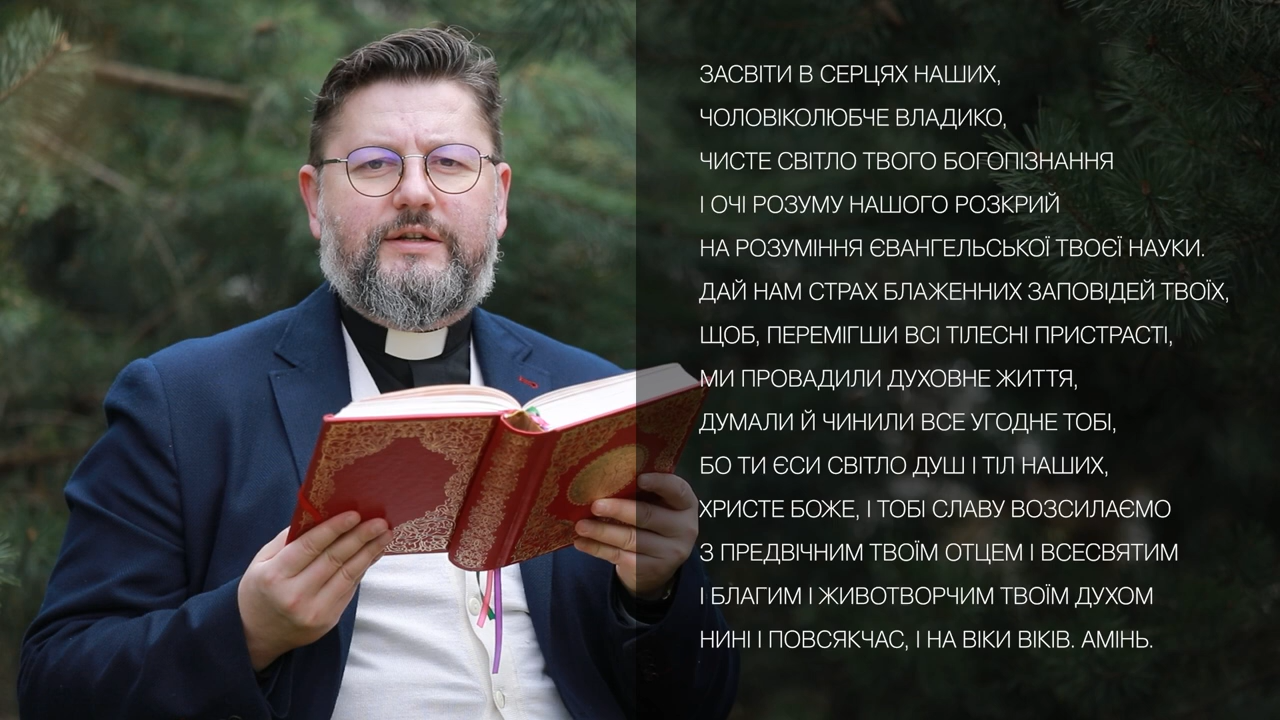 ЗАСВІТИ В СЕРЦЯХ НАШИХ,
ЧОЛОВІКОЛЮБЧЕ ВЛАДИКО,
ЧИСТЕ СВІТЛО ТВОГО БОГОПІЗНАННЯ
І ОЧІ РОЗУМУ НАШОГО РОЗКРИЙ
НА РОЗУМІННЯ ЄВАНГЕЛЬСЬКОЇ ТВОЄЇ НАУКИ.
ДАЙ НАМ СТРАХ БЛАЖЕННИХ ЗАПОВІДЕЙ ТВОЇХ,
ЩОБ, ПЕРЕМІГШИ ВСІ ТІЛЕСНІ ПРИСТРАСТІ,
МИ ПРОВАДИЛИ ДУХОВНЕ ЖИТТЯ,
ДУМАЛИ Й ЧИНИЛИ ВСЕ УГОДНЕ ТОБІ,
БО ТИ ЄСИ СВІТЛО ДУШ І ТІЛ НАШИХ,
ХРИСТЕ БОЖЕ, І ТОБІ СЛАВУ ВОЗСИЛАЄМО
З ПРЕДВІЧНИМ ТВОЇМ ОТЦЕМ І ВСЕСВЯТИМ
І БЛАГИМ І ЖИВОТВОРЧИМ ТВОЇМ ДУХОМ
НИНІ І ПОВСЯКЧАС, І НА ВІКИ ВІКІВ. АМІНЬ.